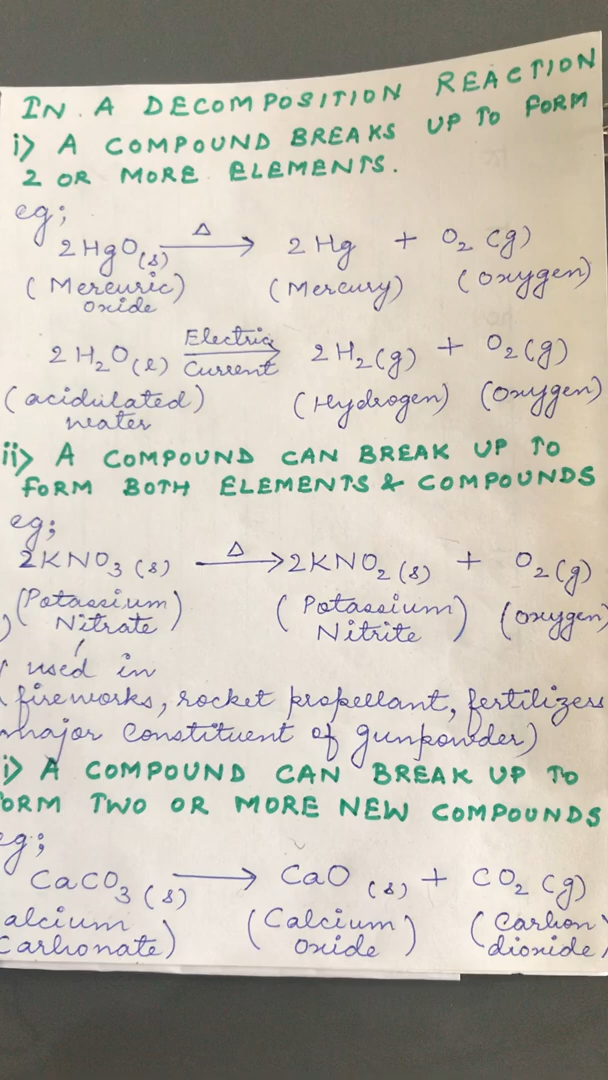 IN A DECOMPOSITION REACTION
i> A COMPOUND BREAKS UP TO FORM
2 OR MORE ELEMENTS.
eg;
2HgO(s) Δ→ 2Hg + O₂(g)
(Mercuric oxide) (Mercury) (Oxygen)
2H₂O(l) Electric Current→ 2H₂(g) + O₂(g)
(acidulated water) (Hydrogen) (Oxygen)
ii> A COMPOUND CAN BREAK UP TO
FORM BOTH ELEMENTS & COMPOUNDS
eg;
2KNO₃(s) Δ→ 2KNO₂(s) + O₂(g)
(Potassium Nitrate) (Potassium Nitrite) (Oxygen)
used in
fireworks, rocket propellant, fertilizers
major constituent of gunpowder)
i> A COMPOUND CAN BREAK UP TO
ORM TWO OR MORE NEW COMPOUNDS
eg;
CaCO₃(s) → CaO(s) + CO₂(g)
alcium Carbonate) (Calcium oxide) (Carbon dioxide)